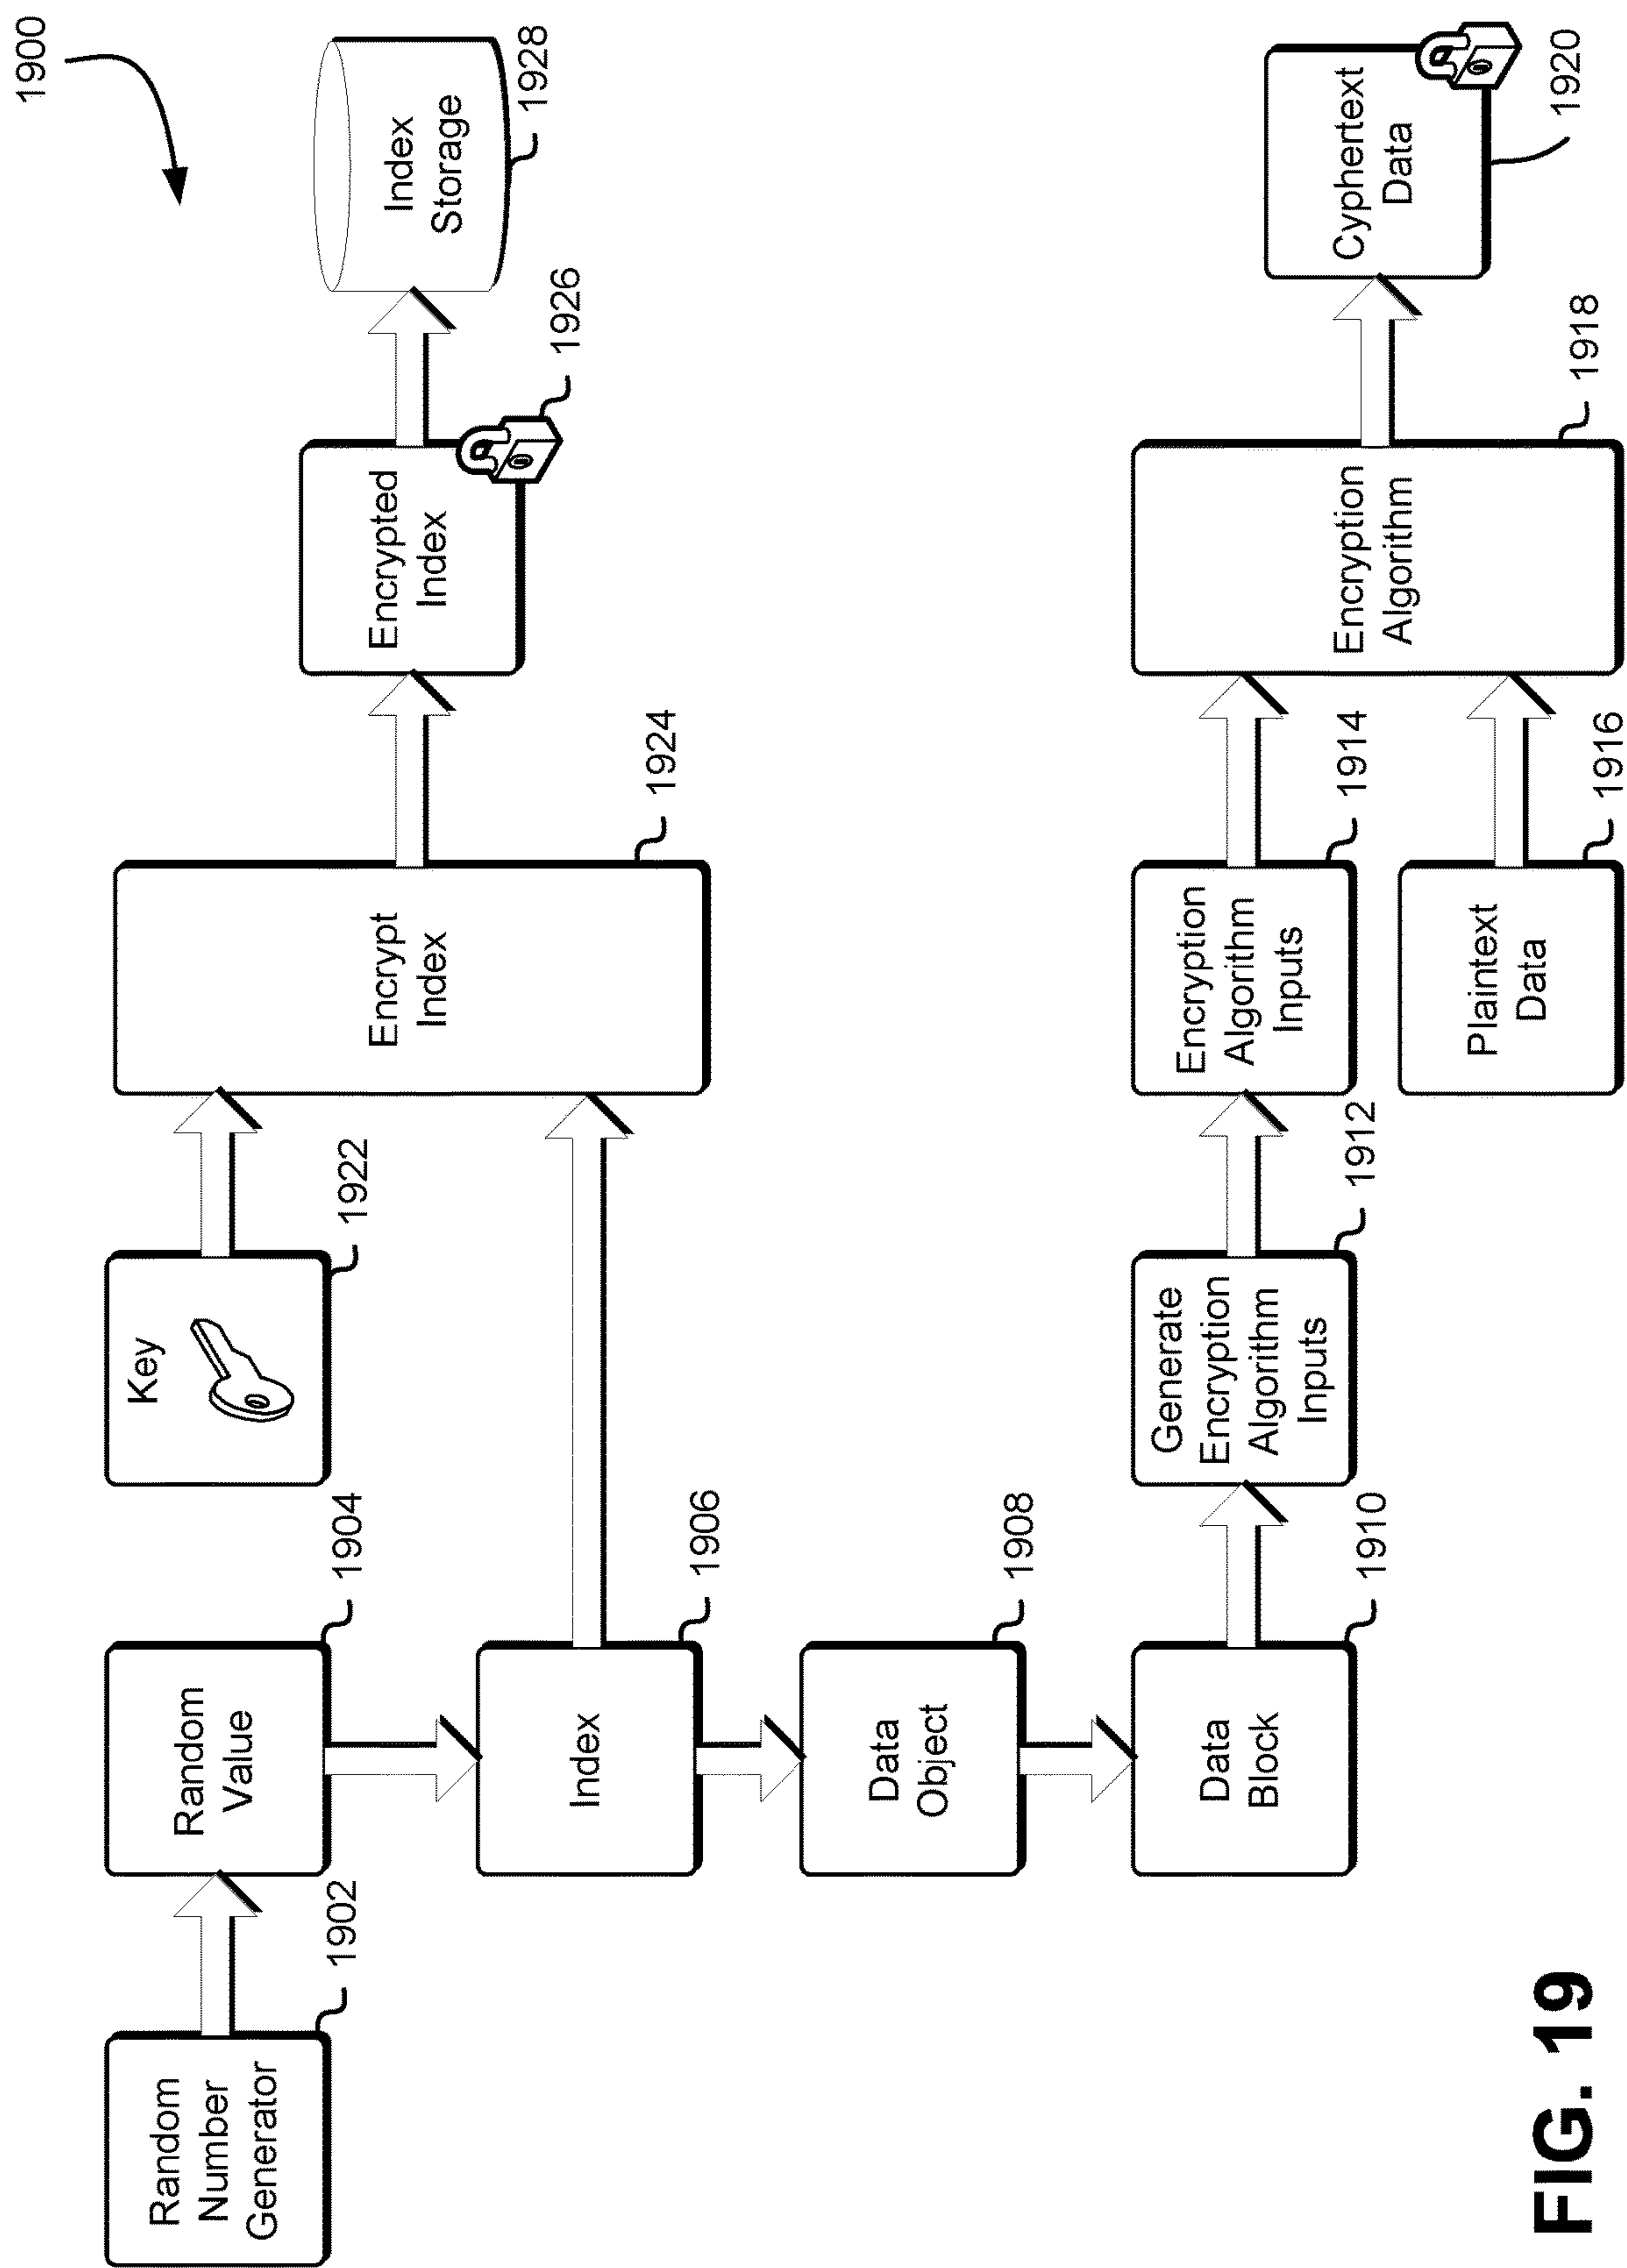 1900
Random
Number
Generator
1902
Random
Value
1904
Key
1922
Index
1906
Encrypt
Index
1924
Encrypted
Index
1926
Index
Storage
1928
Data
Object
1908
Data
Block
1910
Generate
Encryption
Algorithm
Inputs
1912
Encryption
Algorithm
Inputs
1914
Plaintext
Data
1916
Encryption
Algorithm
1918
Cyphertext
Data
1920
FIG. 19